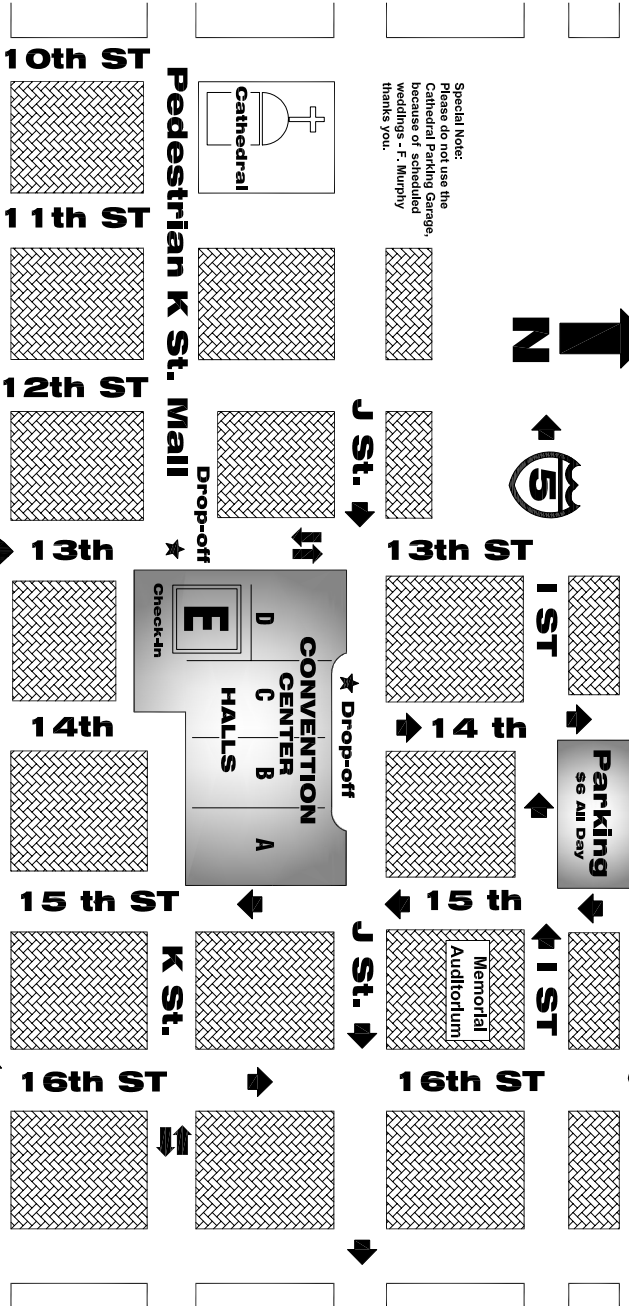 10th ST
Pedestrian K St. Mall
Cathedral
Special Note:
Please do not use the
Cathedral Parking Garage,
because of scheduled
weddings - F. Murphy
thanks you.
11th ST
N
12th ST
J St.
5
Drop-off
13th
13th ST
I ST
E
Check-In
D
C
B
A
CONVENTION
CENTER
HALLS
Drop-off
14th
14 th
Parking
$6 All Day
15 th ST
15 th
K St.
J St.
Memorial
Auditorium
I ST
16th ST
16th ST